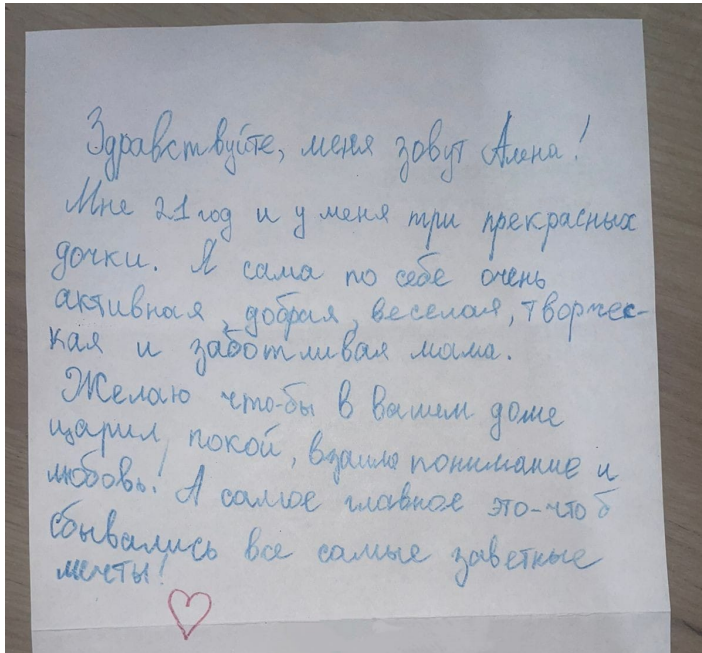 Здравствуйте, меня зовут Алена!
Мне 21 год и у меня три прекрасных
дочки. Я сама по себе очень
активная, добрая, веселая, творчес-
кая и заботливая мама.
Желаю что-бы в вашем доме
царил, покой, взаимопонимание и
любовь! А самое главное это-что б
сбывались все самые заветные
мечты!